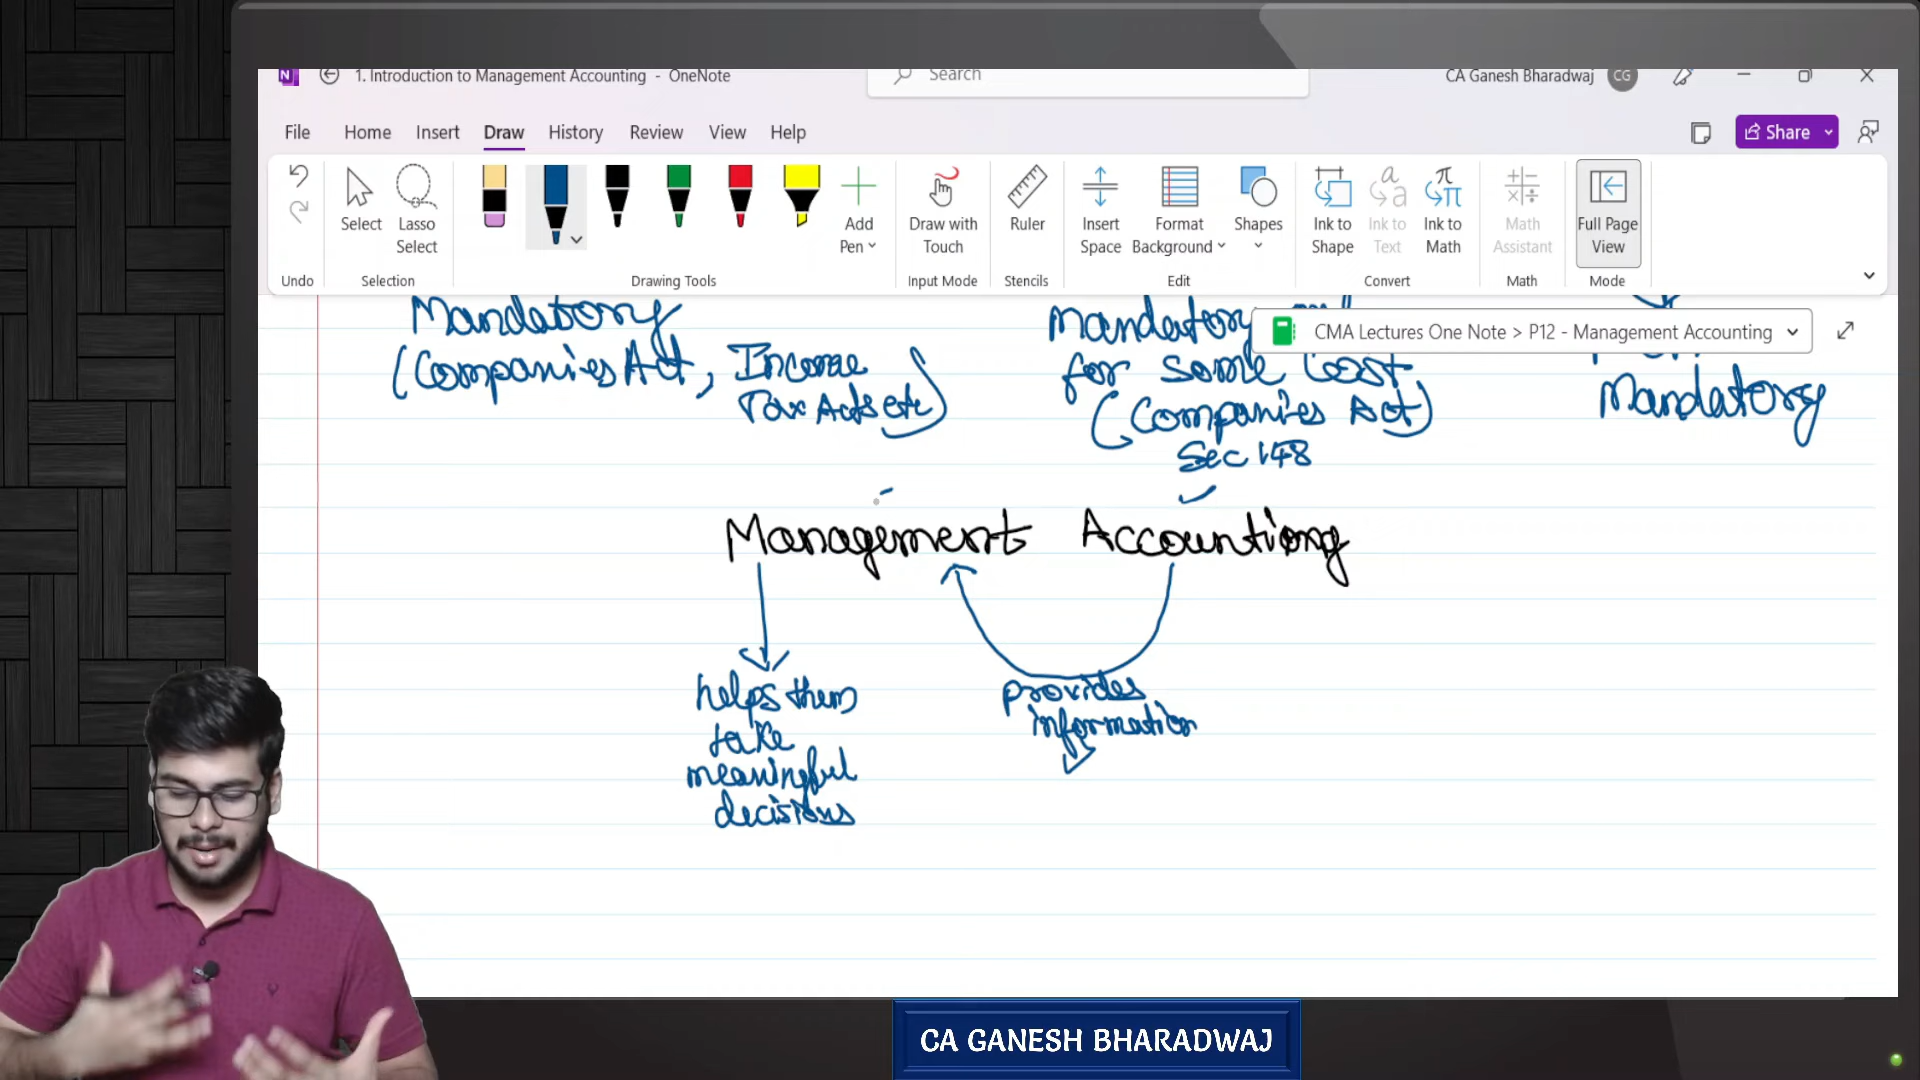 1. Introduction to Management Accounting - OneNote
Search
CA Ganesh Bharadwaj CG
File Home Insert Draw History Review View Help
Share
Select
Lasso
Select
Add
Pen
Draw with
Touch
Ruler
Insert
Space
Format
Background
Shapes
Ink to
Shape
Ink to
Text
Ink to
Math
Math
Assistant
Full Page
View
Undo Selection Drawing Tools Input Mode Stencils Edit Convert Math Mode
CMA Lectures One Note > P12 - Management Accounting
Mandatory
(Companies Act, Income
Tax Acts etc)
Mandatory only
for some Cost
(Companies Act)
Sec 148
Mandatory
Management Accounting
helps them
take
meaningful
decisions
provides
information
CA GANESH BHARADWAJ